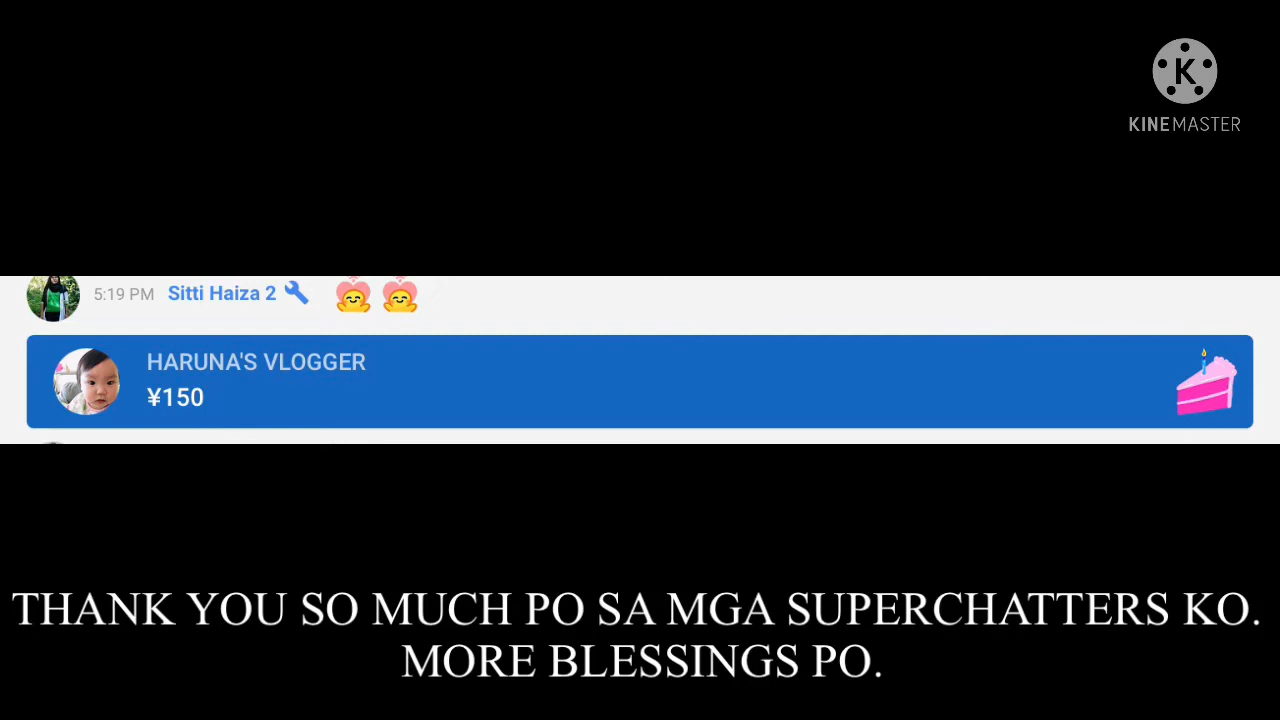 KINEMASTER
5:19 PM Sitti Haiza 2
HARUNA'S VLOGGER
¥150
THANK YOU SO MUCH PO SA MGA SUPERCHATTERS KO.
MORE BLESSINGS PO.